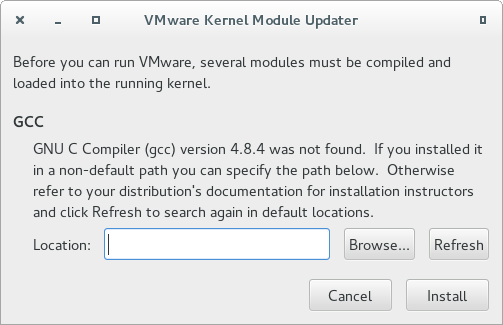 VMware Kernel Module Updater
Before you can run VMware, several modules must be compiled and
loaded into the running kernel.
GCC
GNU C Compiler (gcc) version 4.8.4 was not found.  If you installed it
in a non-default path you can specify the path below.  Otherwise
refer to your distribution's documentation for installation instructors
and click Refresh to search again in default locations.
Location: Browse... Refresh
Cancel Install